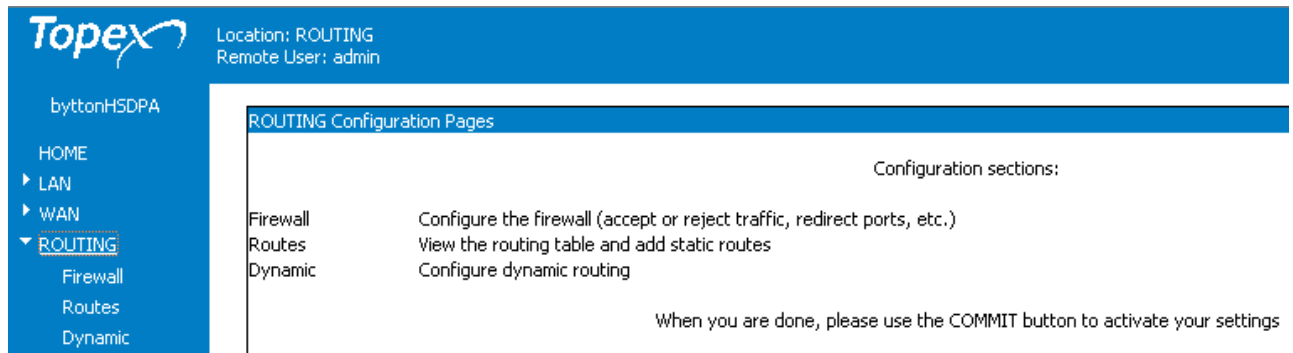 Topex
Location: ROUTING
Remote User: admin
byttonHSDPA
HOME
LAN
WAN
ROUTING
Firewall
Routes
Dynamic
ROUTING Configuration Pages
Configuration sections:
Firewall Configure the firewall (accept or reject traffic, redirect ports, etc.)
Routes View the routing table and add static routes
Dynamic Configure dynamic routing
When you are done, please use the COMMIT button to activate your settings